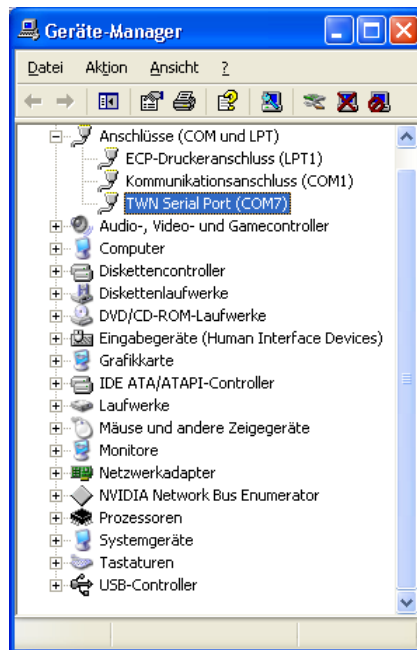 Geräte-Manager
Datei Aktion Ansicht ?
Anschlüsse (COM und LPT)
ECP-Druckeranschluss (LPT1)
Kommunikationsanschluss (COM1)
TWN Serial Port (COM7)
Audio-, Video- und Gamecontroller
Computer
Diskettencontroller
Diskettenlaufwerke
DVD/CD-ROM-Laufwerke
Eingabegeräte (Human Interface Devices)
Grafikkarte
IDE ATA/ATAPI-Controller
Laufwerke
Mäuse und andere Zeigegeräte
Monitore
Netzwerkadapter
NVIDIA Network Bus Enumerator
Prozessoren
Systemgeräte
Tastaturen
USB-Controller